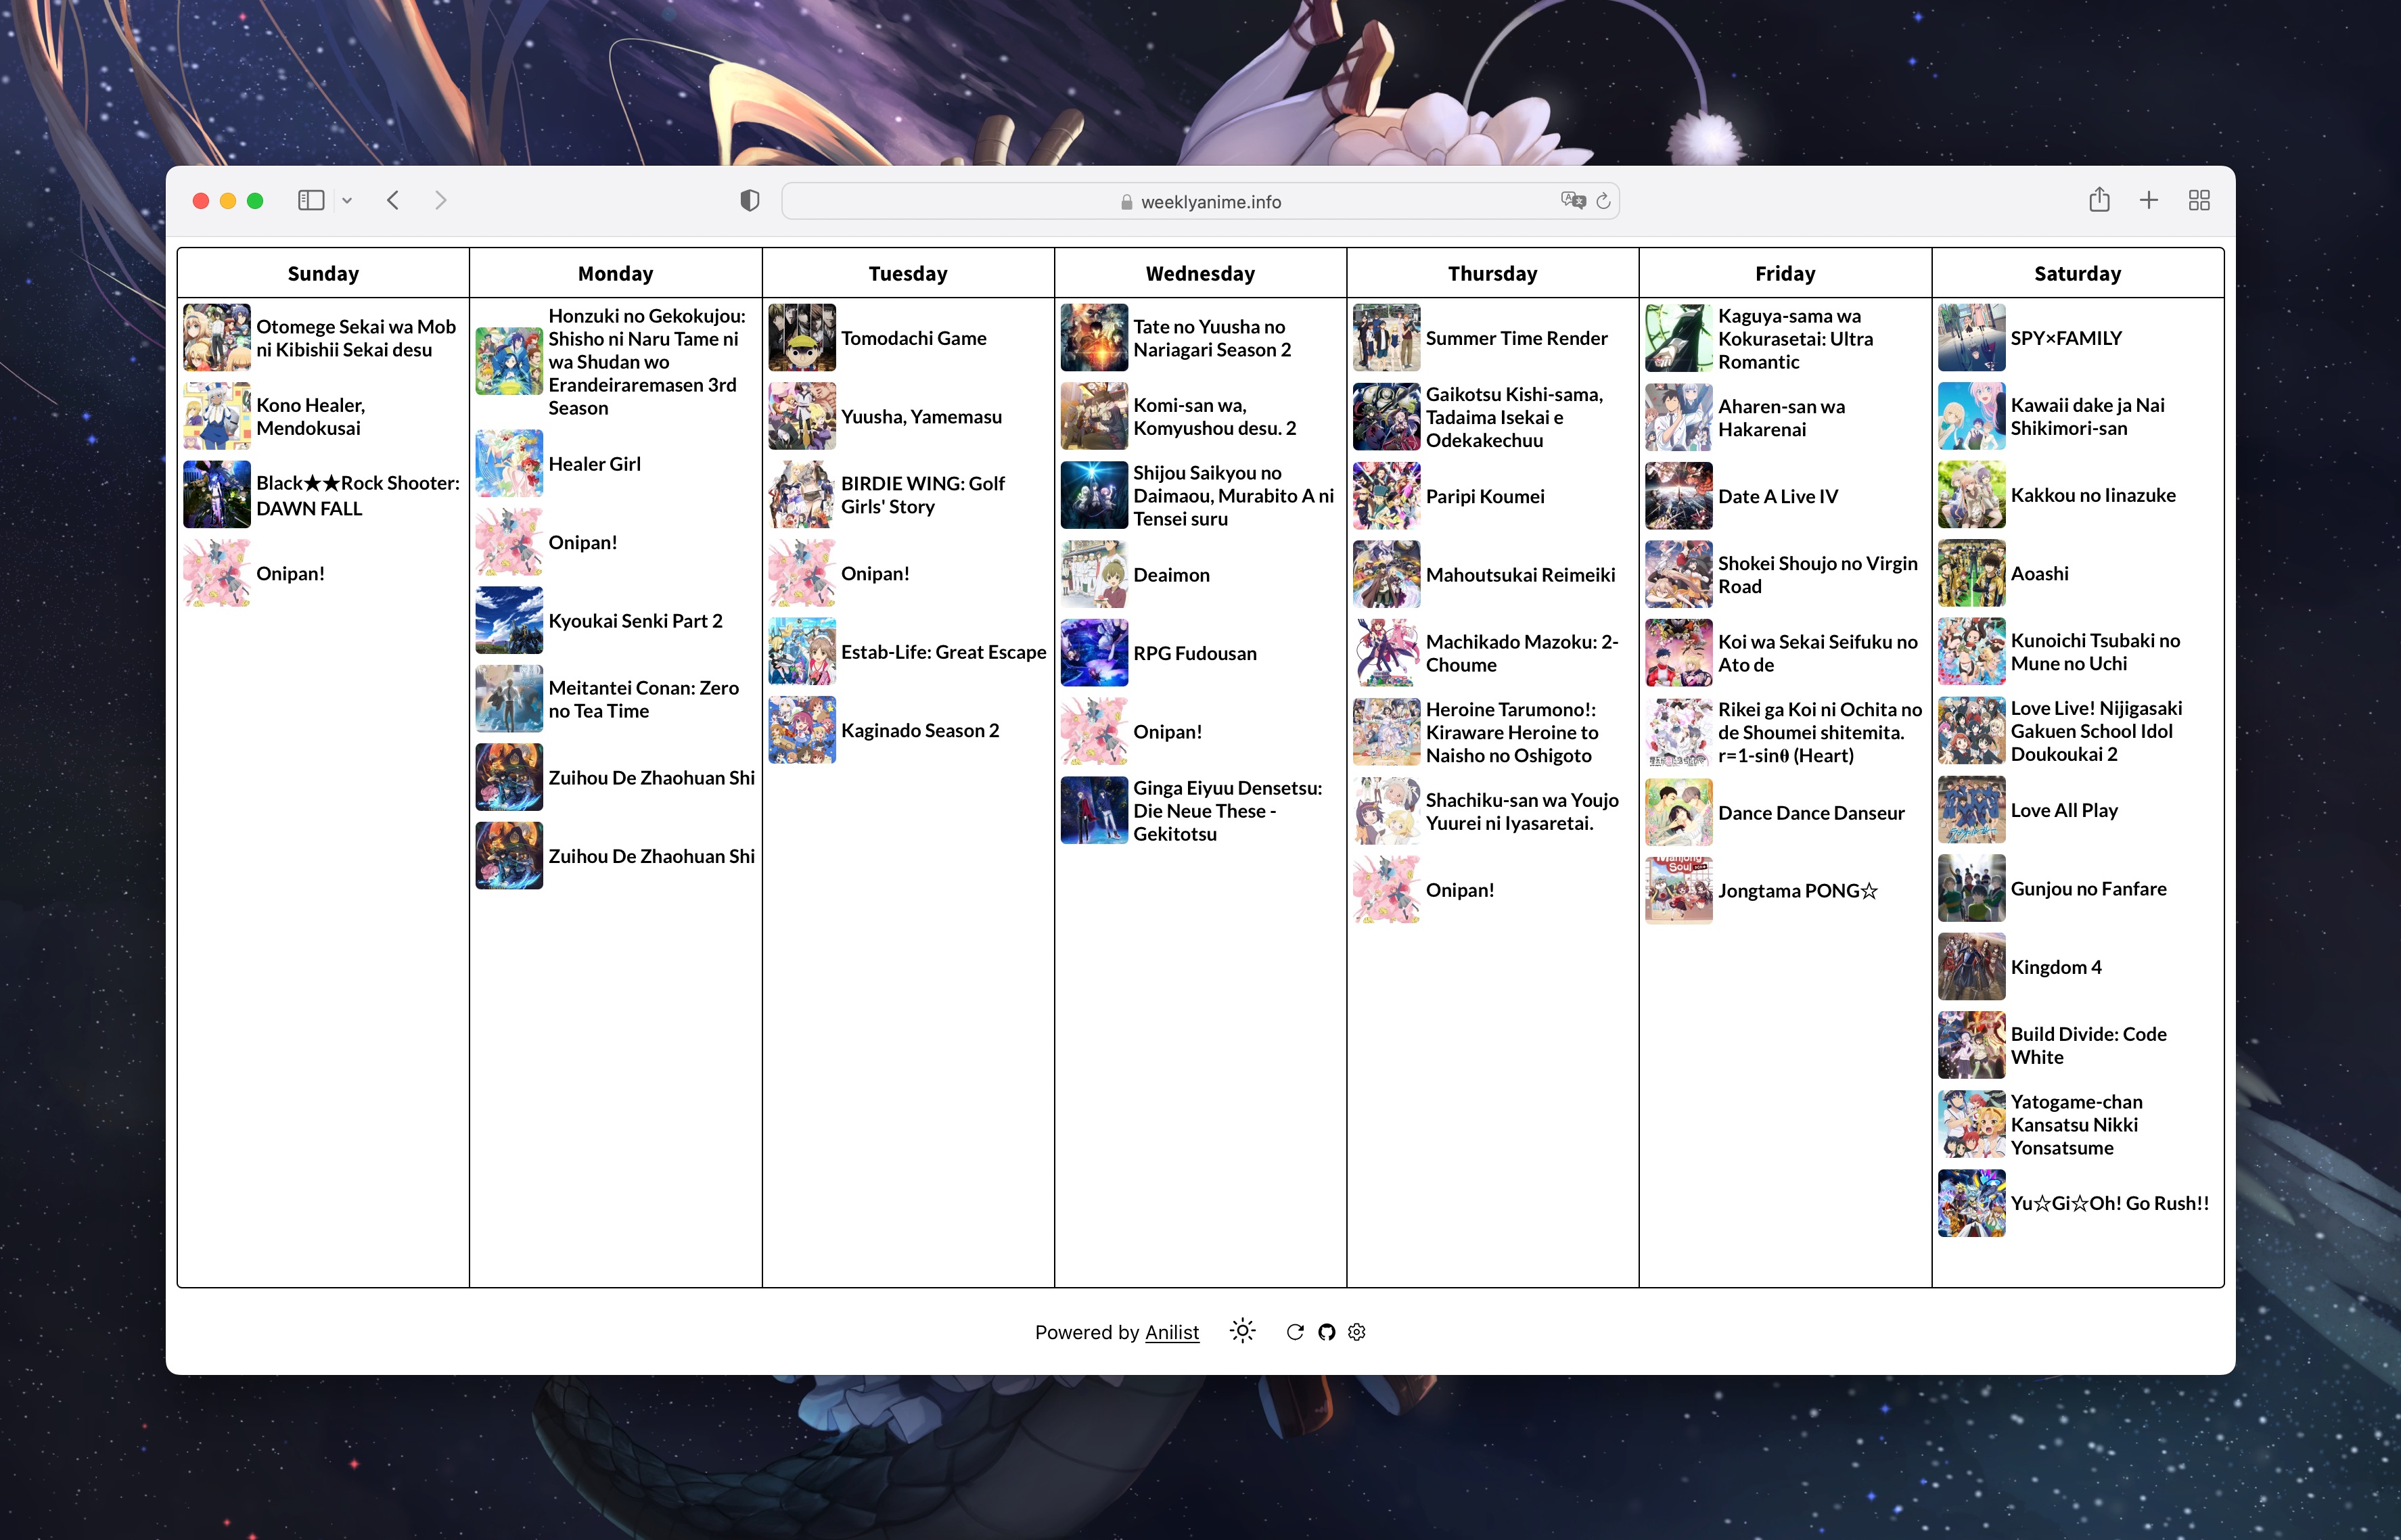 weeklyanime.info
Sunday
Otomege Sekai wa Mob
ni Kibishii Sekai desu
Kono Healer,
Mendokusai
Black★★Rock Shooter:
DAWN FALL
Onipan!
Monday
Honzuki no Gekokujou:
Shisho ni Naru Tame ni
wa Shudan wo
Erandeiraremasen 3rd
Season
Healer Girl
Onipan!
Kyoukai Senki Part 2
Meitantei Conan: Zero
no Tea Time
Zuihou De Zhaohuan Shi
Zuihou De Zhaohuan Shi
Tuesday
Tomodachi Game
Yuusha, Yamemasu
BIRDIE WING: Golf
Girls' Story
Onipan!
Estab-Life: Great Escape
Kaginado Season 2
Wednesday
Tate no Yuusha no
Nariagari Season 2
Komi-san wa,
Komyushou desu. 2
Shijou Saikyou no
Daimaou, Murabito A ni
Tensei suru
Deaimon
RPG Fudousan
Onipan!
Ginga Eiyuu Densetsu:
Die Neue These -
Gekitotsu
Thursday
Summer Time Render
Gaikotsu Kishi-sama,
Tadaima Isekai e
Odekakechuu
Paripi Koumei
Mahoutsukai Reimeiki
Machikado Mazoku: 2-
Choume
Heroine Tarumono!:
Kiraware Heroine to
Naisho no Oshigoto
Shachiku-san wa Youjo
Yuurei ni Iyasaretai.
Onipan!
Friday
Kaguya-sama wa
Kokurasetai: Ultra
Romantic
Aharen-san wa
Hakarenai
Date A Live IV
Shokei Shoujo no Virgin
Road
Koi wa Sekai Seifuku no
Ato de
Rikei ga Koi ni Ochita no
de Shoumei shitemita.
r=1-sinθ (Heart)
Dance Dance Danseur
Mahjong
Soul
Jongtama PONG☆
Saturday
SPY×FAMILY
Kawaii dake ja Nai
Shikimori-san
Kakkou no Iinazuke
Aoashi
Kunoichi Tsubaki no
Mune no Uchi
Love Live! Nijigasaki
Gakuen School Idol
Doukoukai 2
Love All Play
Gunjou no Fanfare
Kingdom 4
Build Divide: Code
White
Yatogame-chan
Kansatsu Nikki
Yonsatsume
Yu☆Gi☆Oh! Go Rush!!
Powered by Anilist